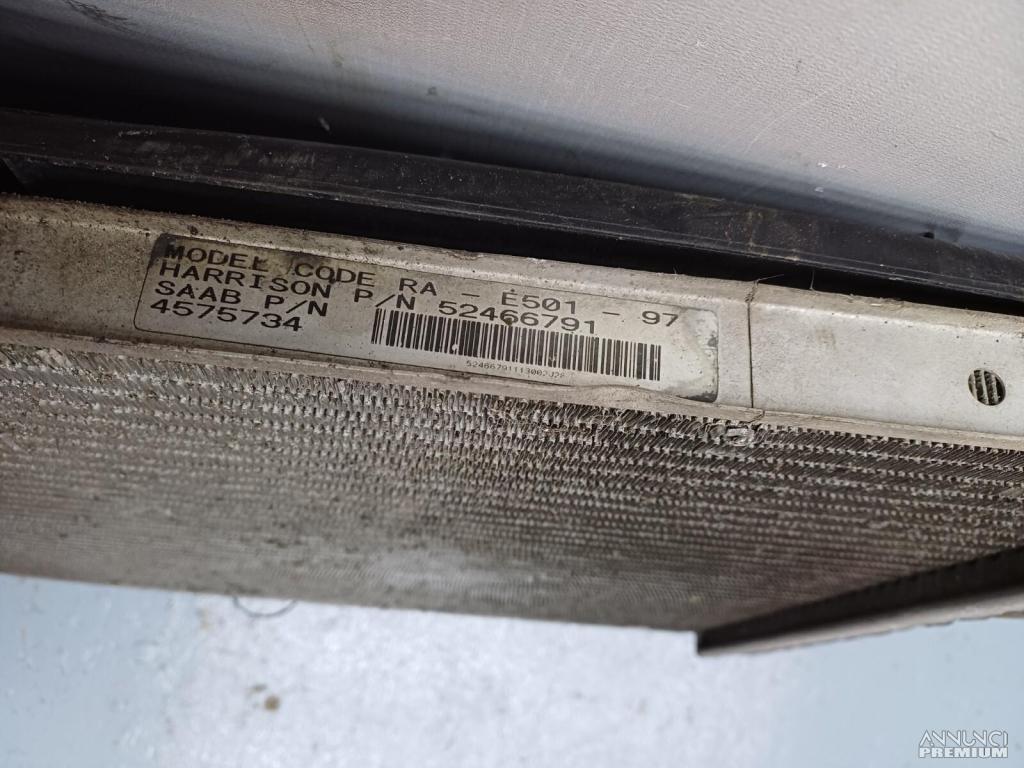 MODEL CODE RA - E501 - 97
HARRISON P/N 52466791
SAAB P/N
4575734
ANNUNCI
PREMIUM